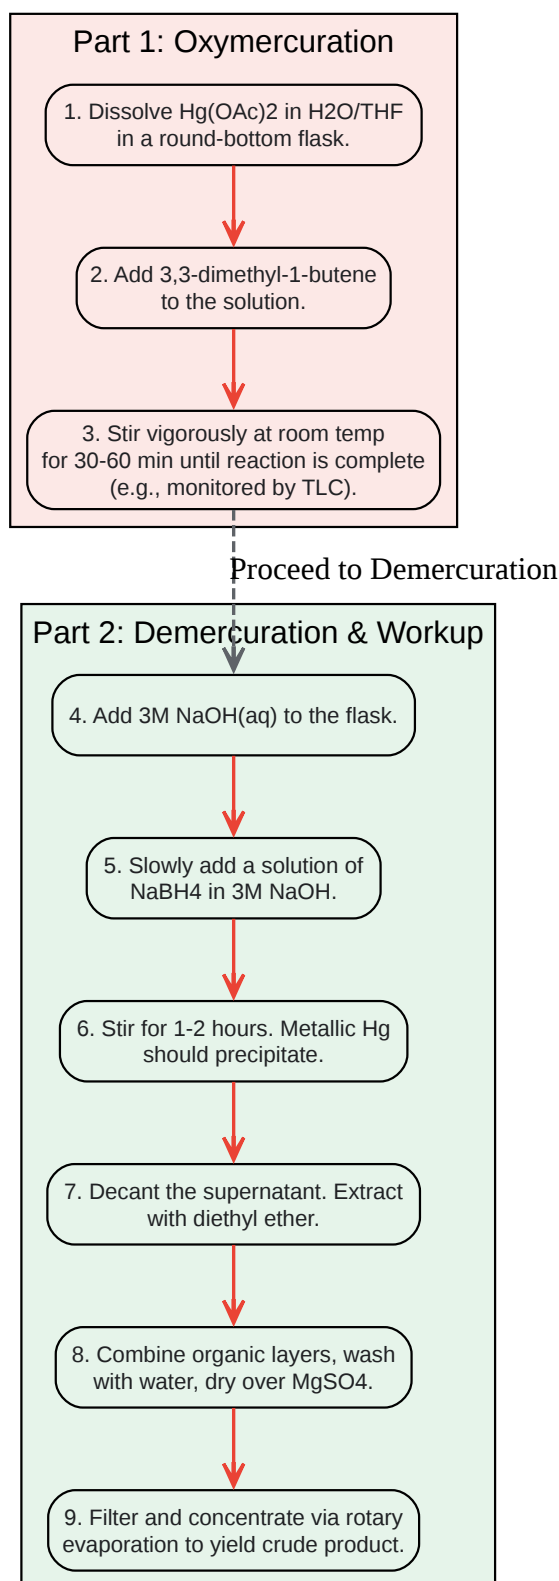 Part 1: Oxymercuration
1. Dissolve Hg(OAc)2 in H2O/THF
in a round-bottom flask.
2. Add 3,3-dimethyl-1-butene
to the solution.
3. Stir vigorously at room temp
for 30-60 min until reaction is complete
(e.g., monitored by TLC).
Proceed to Demercuration
Part 2: Demercuration & Workup
4. Add 3M NaOH(aq) to the flask.
5. Slowly add a solution of
NaBH4 in 3M NaOH.
6. Stir for 1-2 hours. Metallic Hg
should precipitate.
7. Decant the supernatant. Extract
with diethyl ether.
8. Combine organic layers, wash
with water, dry over MgSO4.
9. Filter and concentrate via rotary
evaporation to yield crude product.